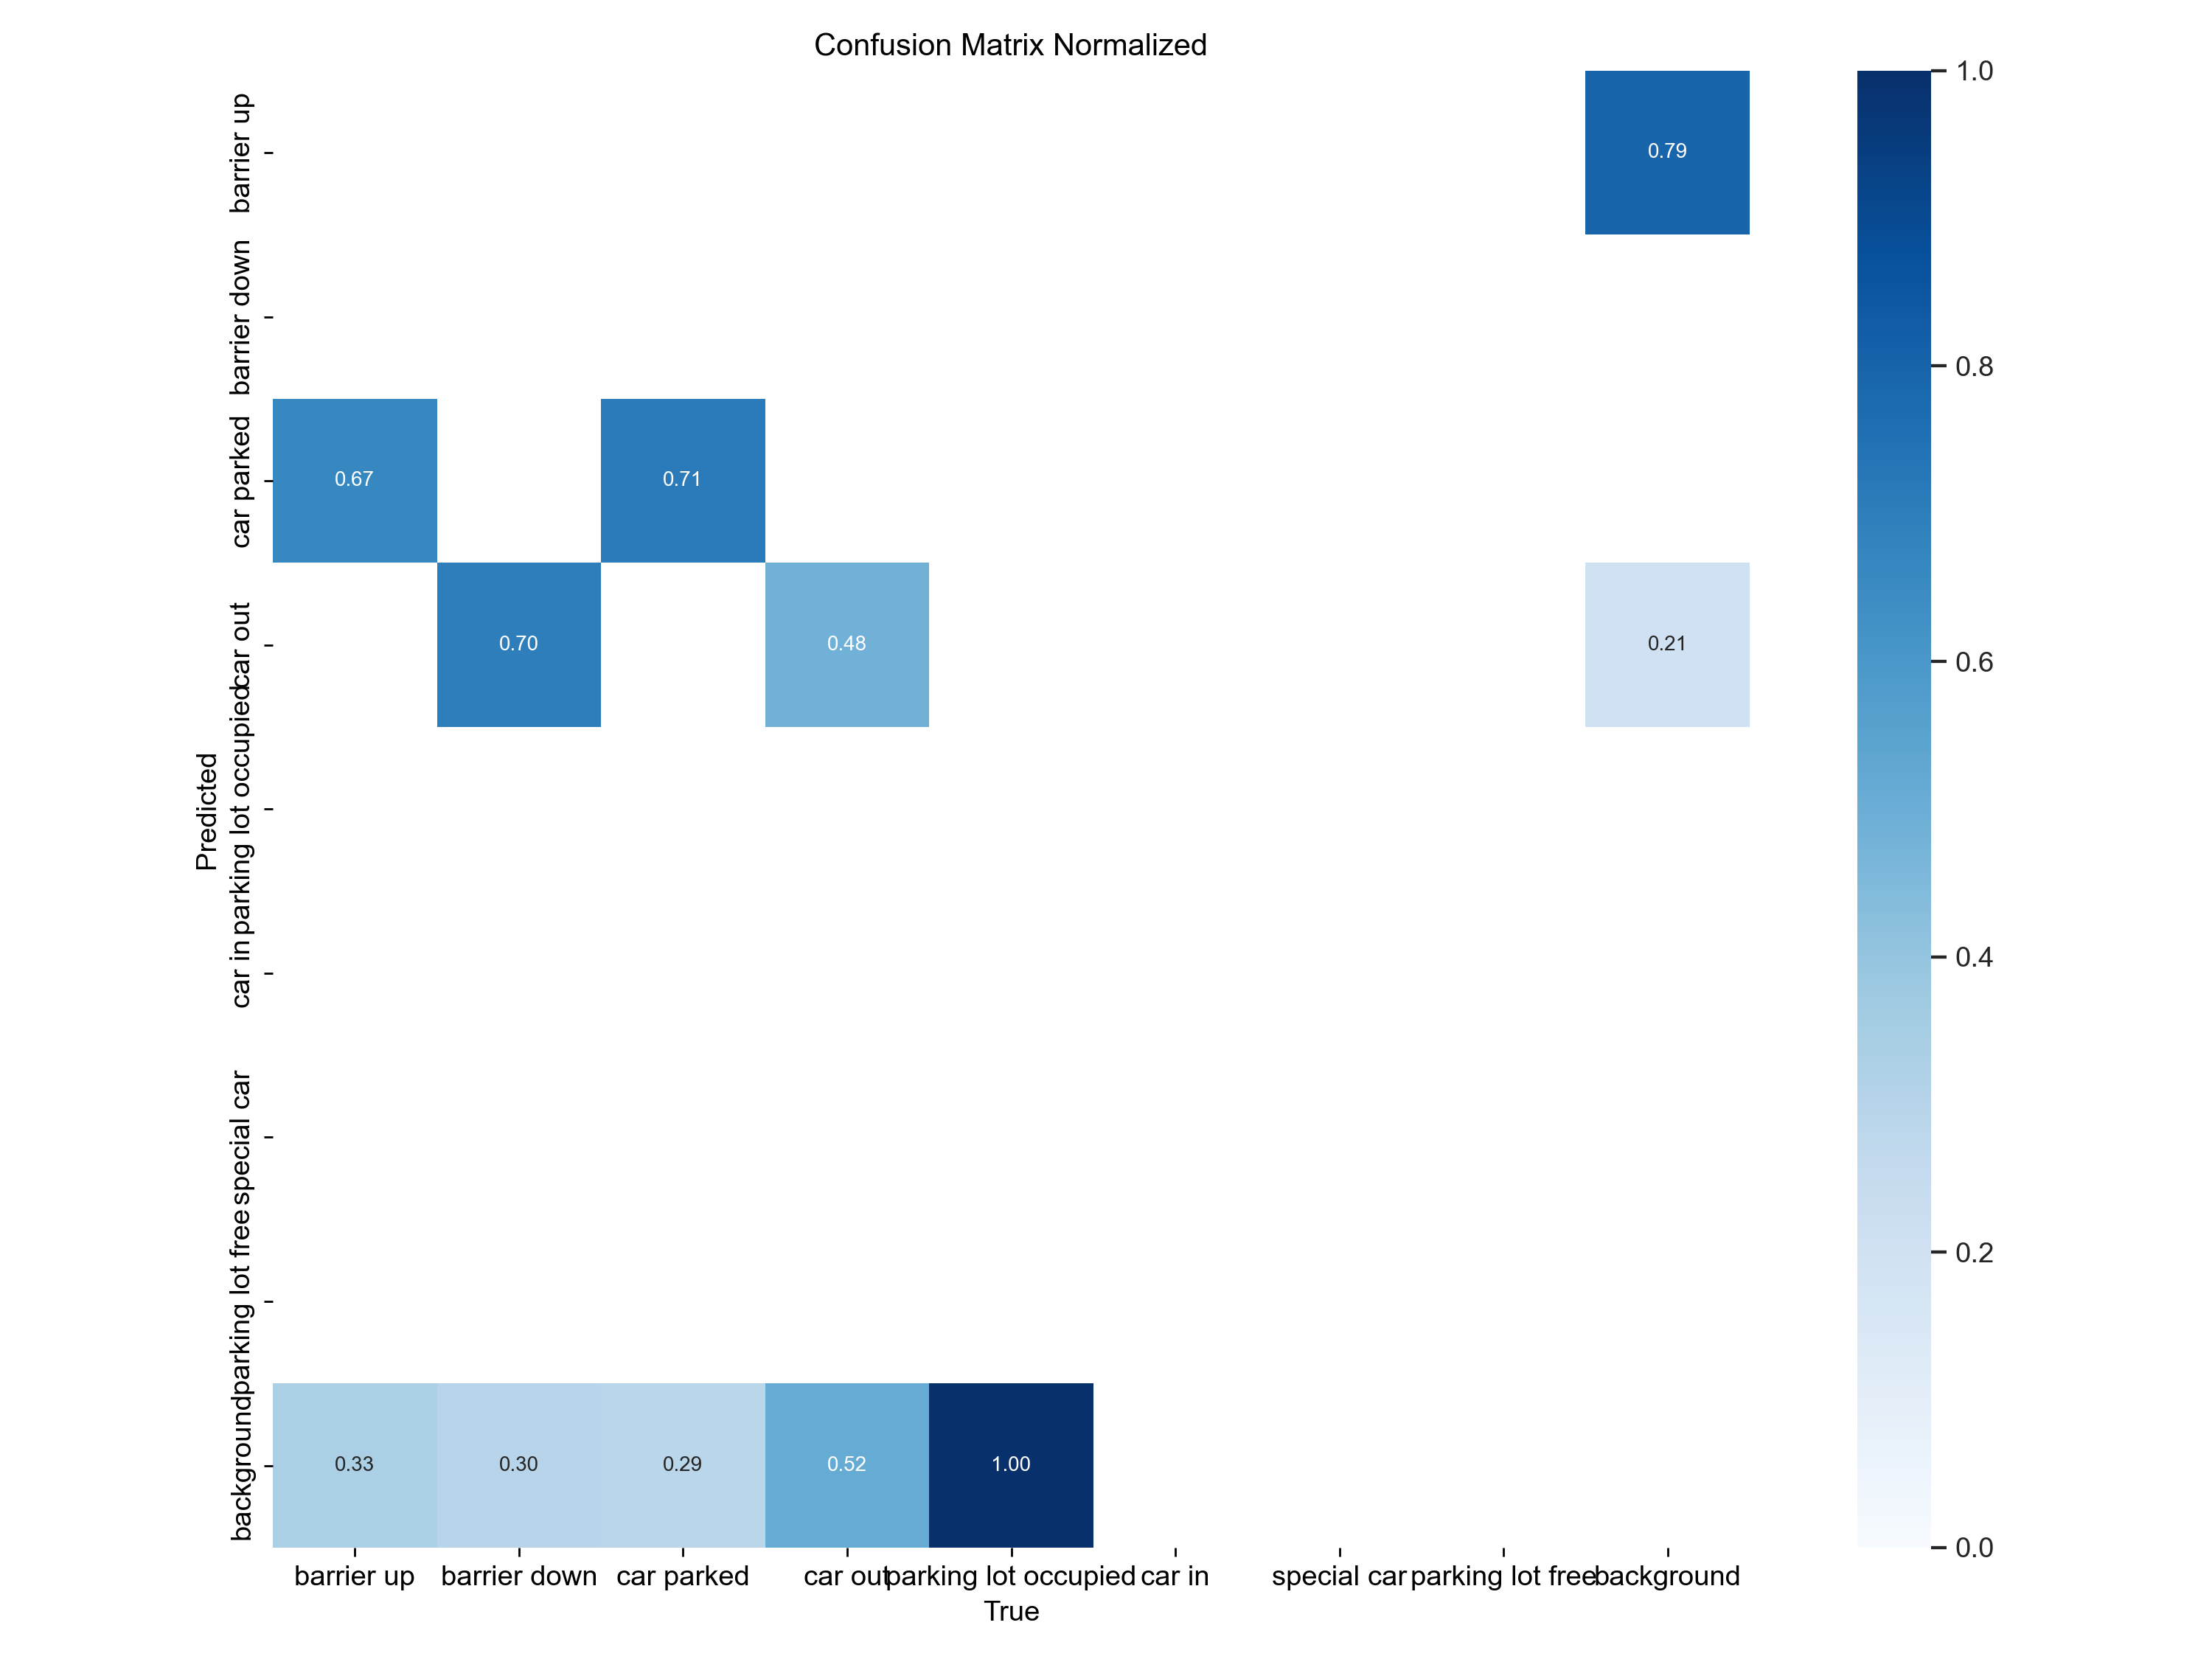 Confusion Matrix Normalized
barrier up
barrier down
car parked
car out
parking lot occupied
car in
special car
parking lot free
background
Predicted
0.79
0.67
0.71
0.70
0.48
0.21
0.33
0.30
0.29
0.52
1.00
barrier up
barrier down
car parked
car out
parking lot occupied
car in
special car
parking lot free
background
True
1.0
0.8
0.6
0.4
0.2
0.0